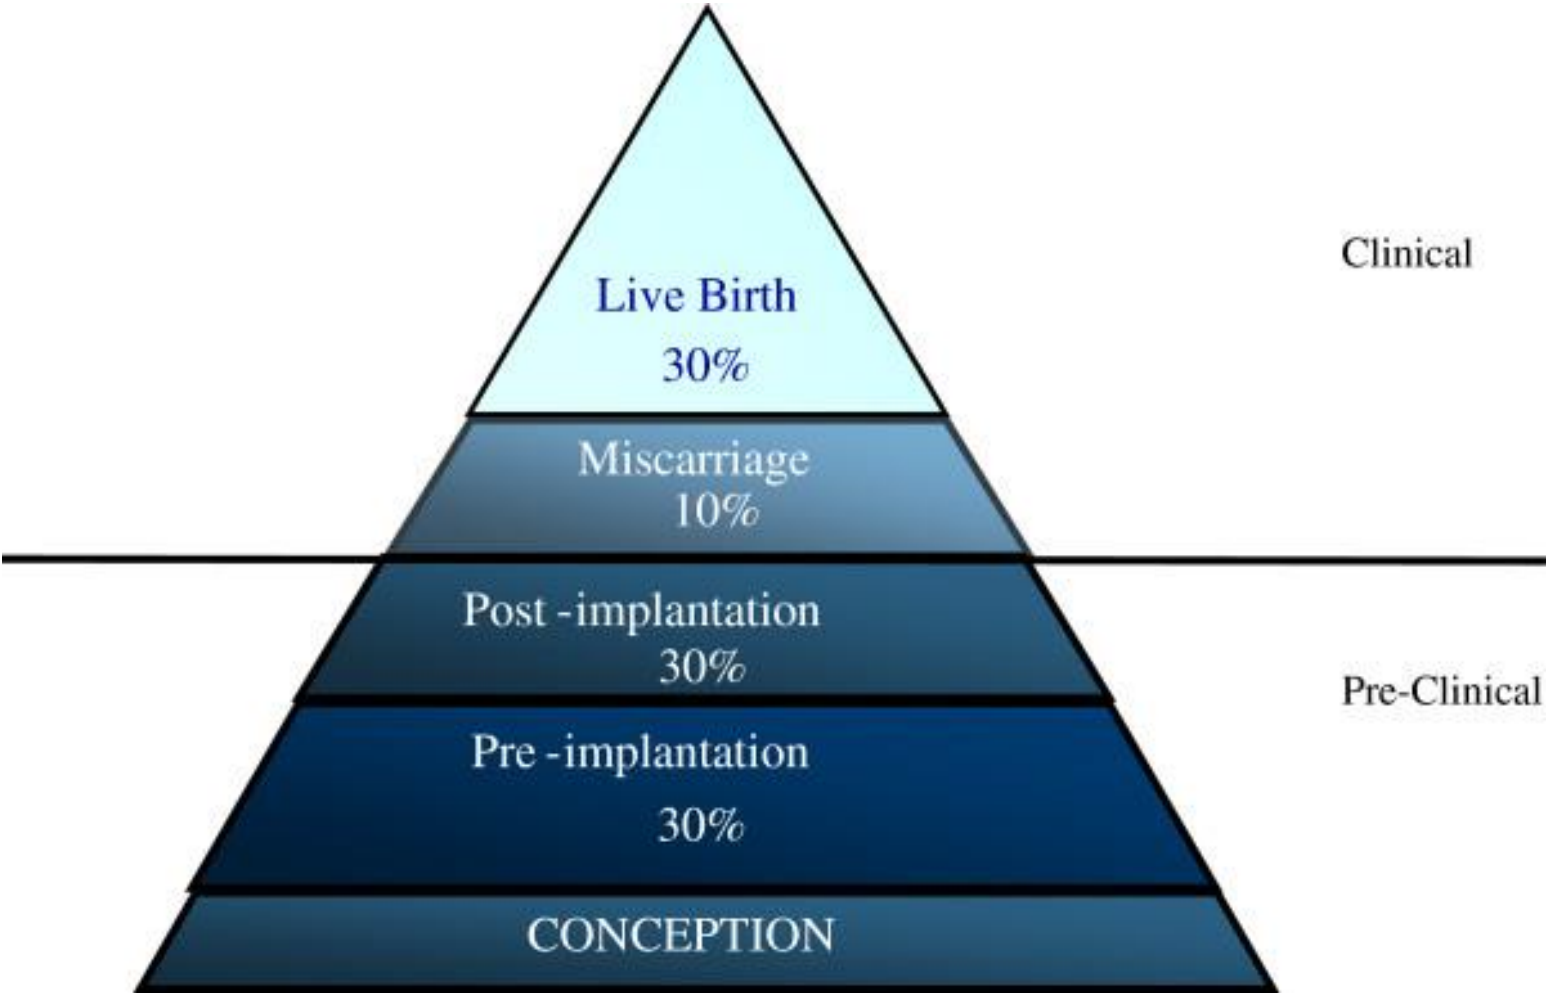 Clinical
Live Birth
30%
Miscarriage
10%
Post -implantation
30%
Pre-Clinical
Pre -implantation
30%
CONCEPTION